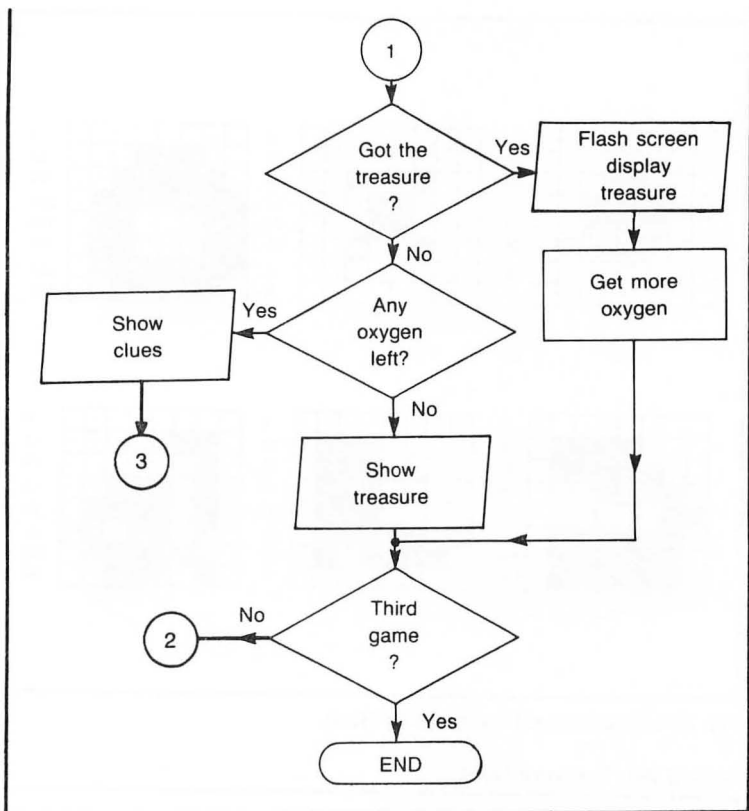 1
Got the
treasure
?
Yes
Flash screen
display
treasure
No
Get more
oxygen
Any
oxygen
left?
Yes
Show
clues
3
No
Show
treasure
Third
game
?
No
2
Yes
END